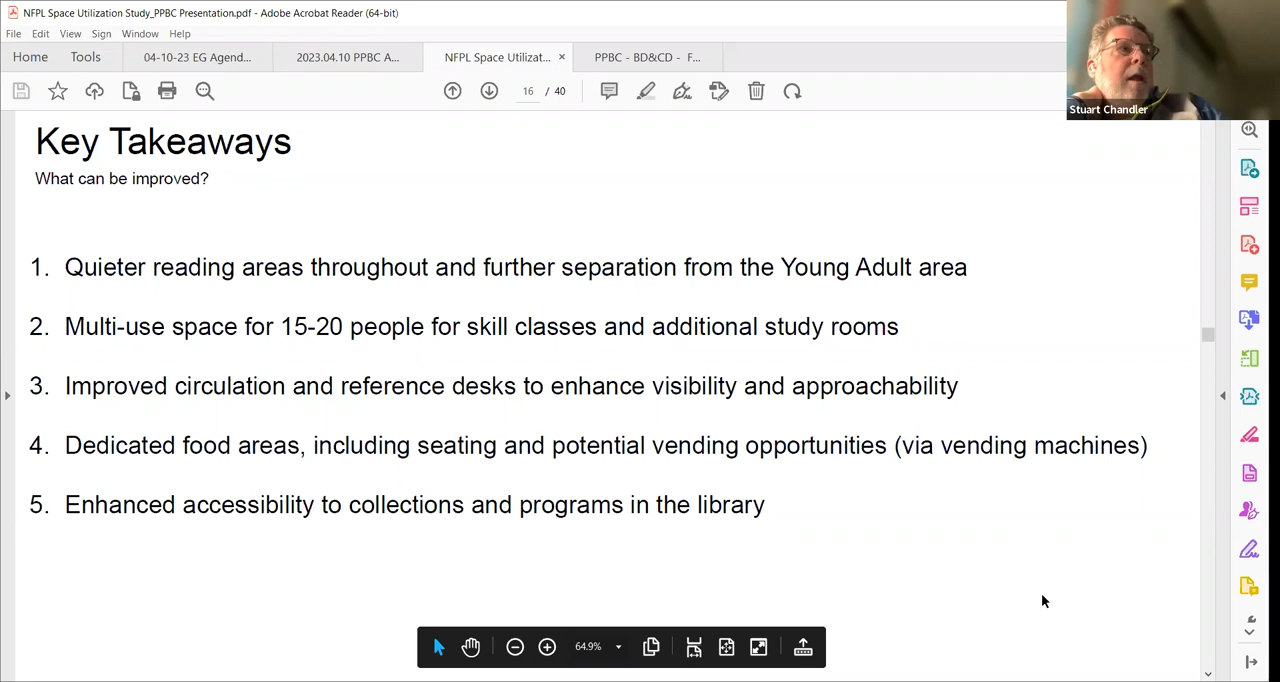 NFPL Space Utilization Study_PPBC Presentation.pdf - Adobe Acrobat Reader (64-bit)
File Edit View Sign Window Help
Home Tools 04-10-23 EG Agend... 2023.04.10 PPBC A... NFPL Space Utilizat... × PPBC - BD&CD - F...
16 / 40
Stuart Chandler
Key Takeaways
What can be improved?
1. Quieter reading areas throughout and further separation from the Young Adult area
2. Multi-use space for 15-20 people for skill classes and additional study rooms
3. Improved circulation and reference desks to enhance visibility and approachability
4. Dedicated food areas, including seating and potential vending opportunities (via vending machines)
5. Enhanced accessibility to collections and programs in the library
64.9%